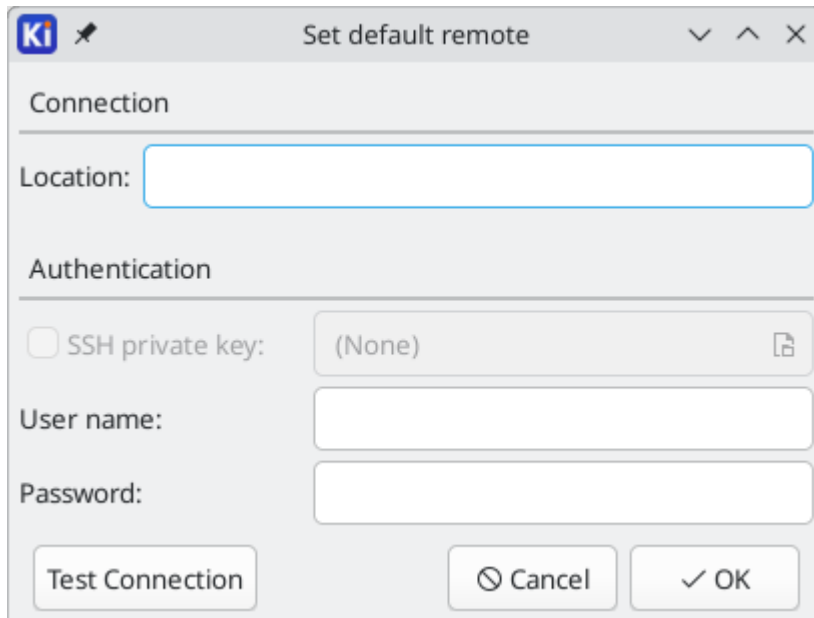 Ki Set default remote
Connection
Location:
Authentication
SSH private key: (None)
User name:
Password:
Test Connection Cancel OK